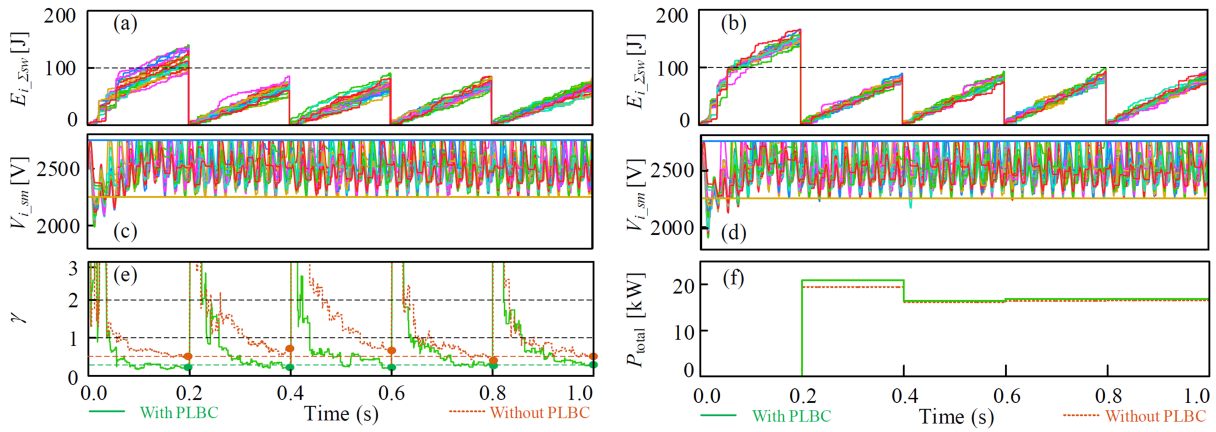 200
100
0
E_{i_Σsw} [J]
(a)
200
100
0
E_{i_Σsw} [J]
(b)
2500
2000
V_{i_sm} [V]
(c)
2500
2000
V_{i_sm} [V]
(d)
3
2
1
0
γ
(e)
20
10
0
P_{total} [kW]
(f)
0.0 0.2 0.4 0.6 0.8 1.0
Time (s)
With PLBC
Without PLBC
0.0 0.2 0.4 0.6 0.8 1.0
Time (s)
With PLBC
Without PLBC